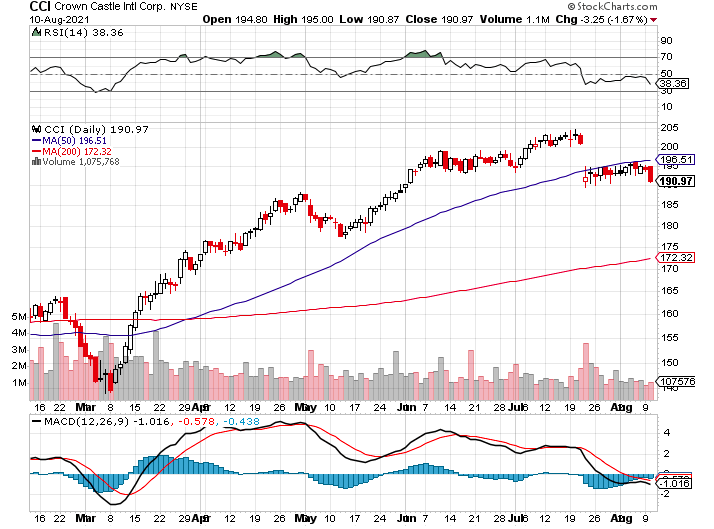 CCI Crown Castle Intl Corp. NYSE
© StockCharts.com
10-Aug-2021 Open 194.80 High 195.00 Low 190.87 Close 190.97 Volume 1.1M Chg -3.25 (-1.67%)
RSI(14) 38.36
90
70
50
38.36
30
10
CCI (Daily) 190.97
MA(50) 196.51
MA(200) 172.32
Volume 1,075,768
205
200
196.51
195
190.97
190
185
180
175
172.32
170
165
160
155
150
145
5M
4M
3M
2M
1M
1075768
16 22 Mar 8 15 22 29 Apr 12 19 26 May 10 17 24 Jun 7 14 21 28 Jul 6 12 19 26 Aug 9
MACD(12,26,9) -1.016, -0.578, -0.438
4
2
0
-1.016
-2
16 22 Mar 8 15 22 29 Apr 12 19 26 May 10 17 24 Jun 7 14 21 28 Jul 6 12 19 26 Aug 9